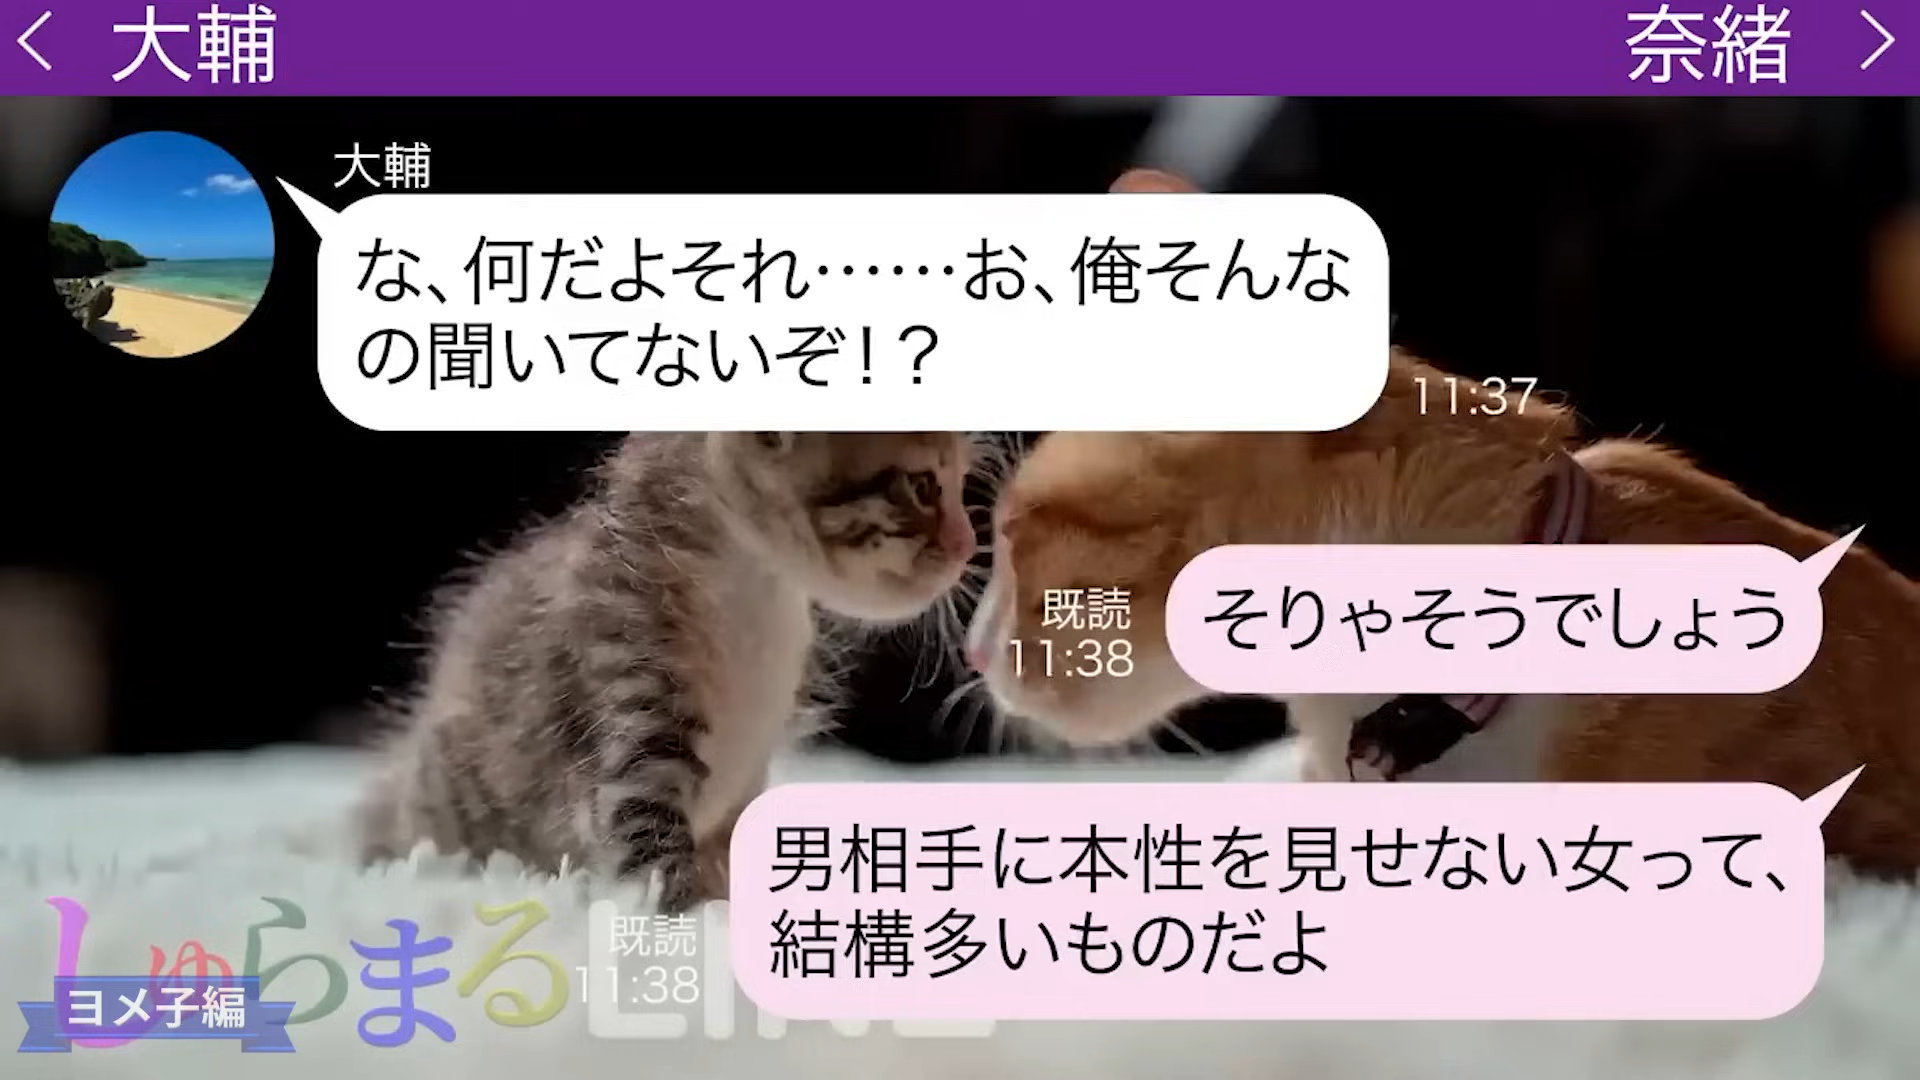 大輔
奈緒
大輔
な、何だよそれ……お、俺そんな
の聞いてないぞ！？
11:37
そりゃそうでしょう
既読
11:38
男相手に本性を見せない女って、
結構多いものだよ
既読
11:38
しゅらまるLINE
ヨメ子編